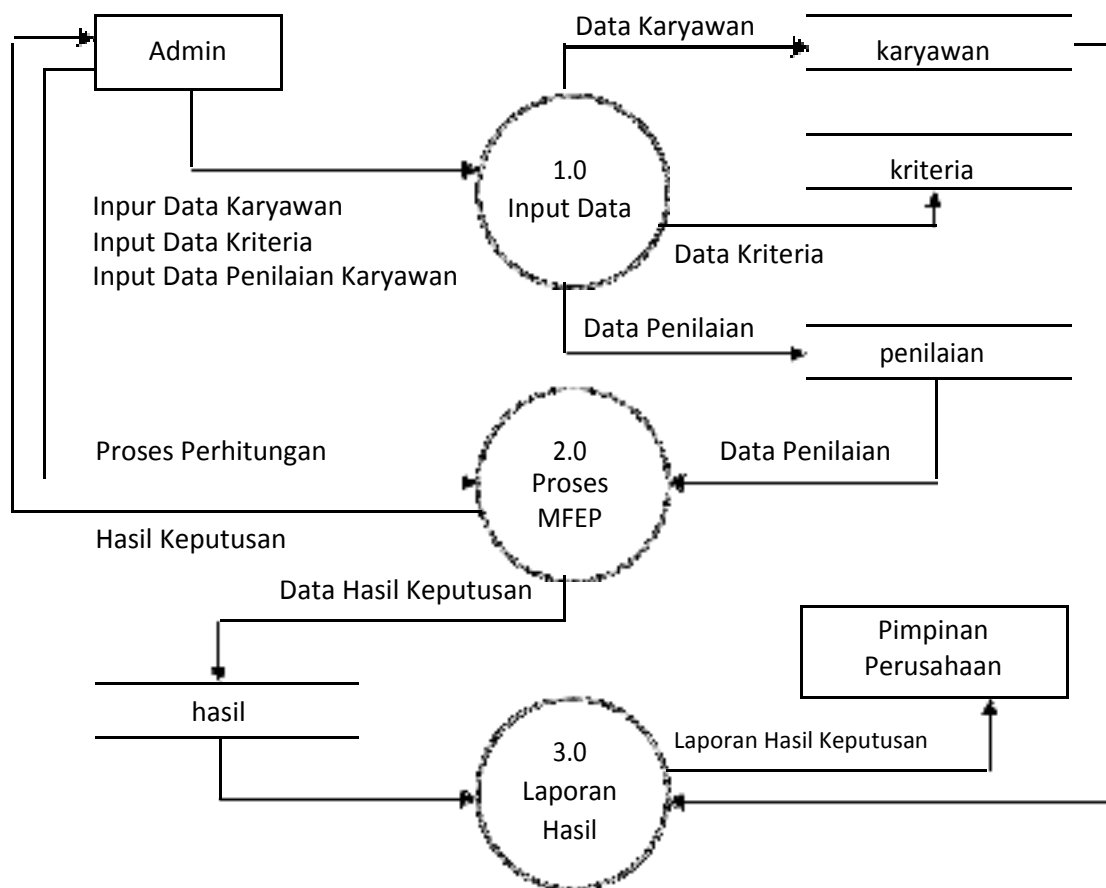 Admin
Data Karyawan
karyawan
1.0
Input Data
kriteria
Inpur Data Karyawan
Input Data Kriteria
Input Data Penilaian Karyawan
Data Kriteria
Data Penilaian
penilaian
Proses Perhitungan
2.0
Proses
MFEP
Data Penilaian
Hasil Keputusan
Data Hasil Keputusan
Pimpinan
Perusahaan
hasil
3.0
Laporan
Hasil
Laporan Hasil Keputusan